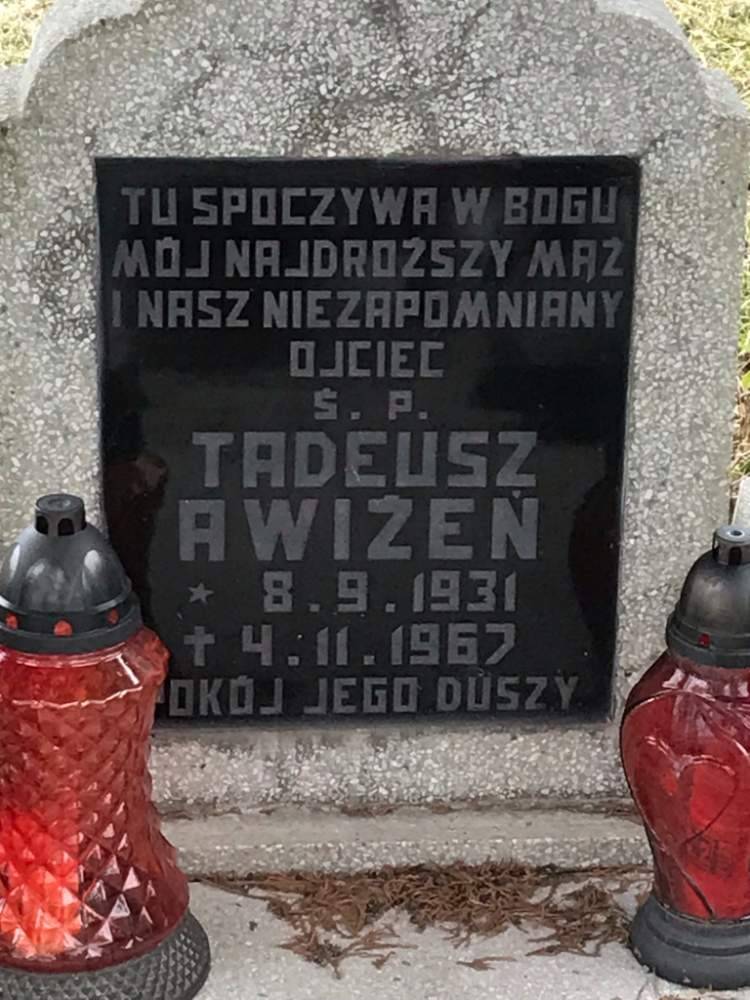 TU SPOCZYWA W BOGU
MÓJ NAJDROŻSZY MĄŻ
I NASZ NIEZAPOMNIANY
OJCIEC
Ś. P.
TADEUSZ
AWIŻEŃ
* 8.9.1931
† 4.11.1967
POKÓJ JEGO DUSZY